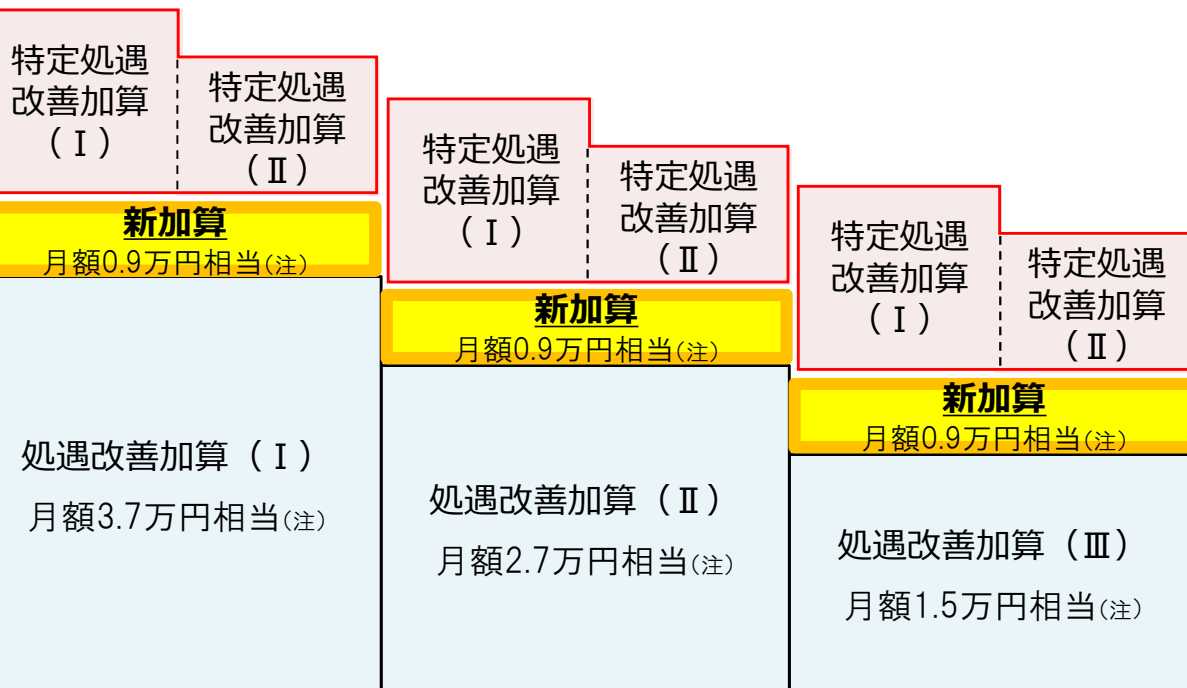 特定処遇
改善加算
（Ⅰ）
特定処遇
改善加算
（Ⅱ）
新加算
月額0.9万円相当(注)
処遇改善加算（Ⅰ）
月額3.7万円相当(注)
特定処遇
改善加算
（Ⅰ）
特定処遇
改善加算
（Ⅱ）
新加算
月額0.9万円相当(注)
処遇改善加算（Ⅱ）
月額2.7万円相当(注)
特定処遇
改善加算
（Ⅰ）
特定処遇
改善加算
（Ⅱ）
新加算
月額0.9万円相当(注)
処遇改善加算（Ⅲ）
月額1.5万円相当(注)